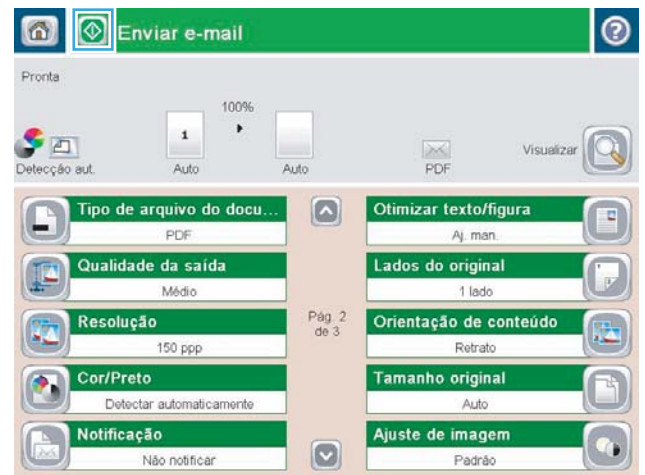 Enviar e-mail
?
Pronta
100%
1
Detecção aut.
Auto
Auto
PDF
Visualizar
Tipo de arquivo do docu...
PDF
Otimizar texto/figura
Aj. man.
Qualidade da saída
Médio
Lados do original
1 lado
Resolução
150 ppp
Pág. 2
de 3
Orientação de conteúdo
Retrato
Cor/Preto
Detectar automaticamente
Tamanho original
Auto
Notificação
Não notificar
Ajuste de imagem
Padrão